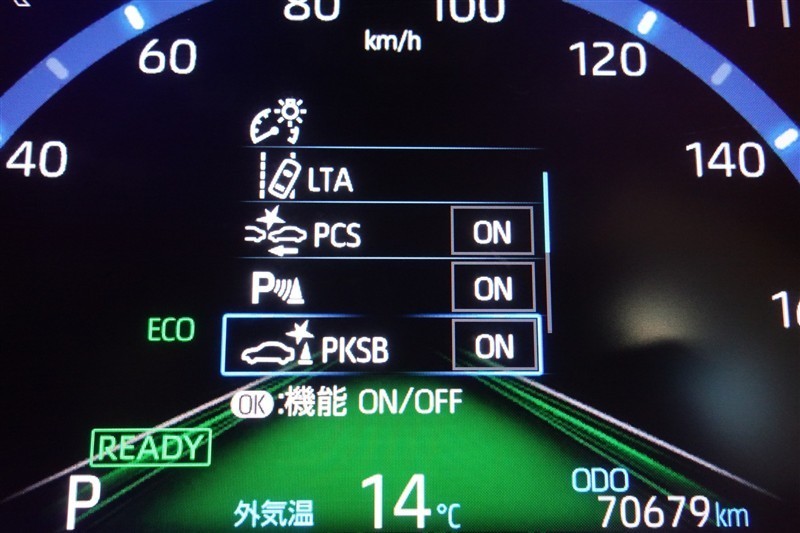 80
100
km/h
60
120
40
140
LTA
PCS ON
P ON
ECO
PKSB ON
OK:機能 ON/OFF
READY
P
外気温 14℃
ODO
70679km